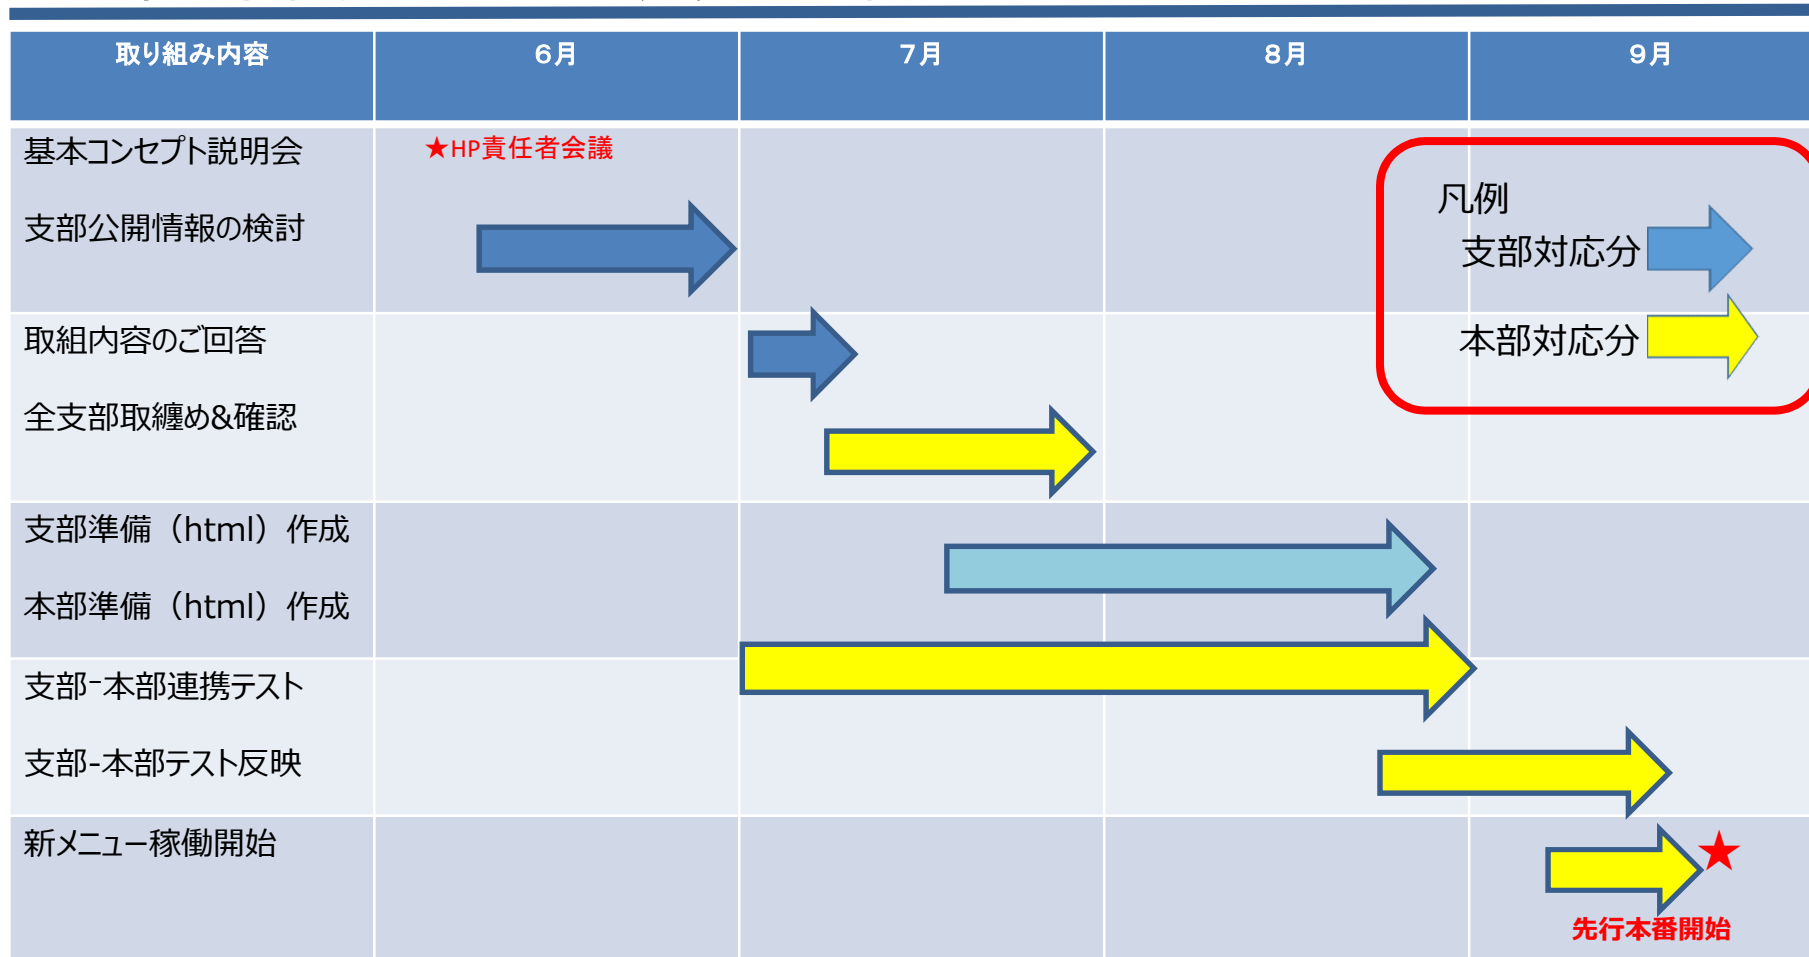 取り組み内容 6月 7月 8月 9月
基本コンセプト説明会
★HP責任者会議
支部公開情報の検討
凡例
支部対応分
本部対応分
取組内容のご回答
全支部取纏め&確認
支部準備（html）作成
本部準備（html）作成
支部-本部連携テスト
支部-本部テスト反映
新メニュー稼働開始
★
先行本番開始